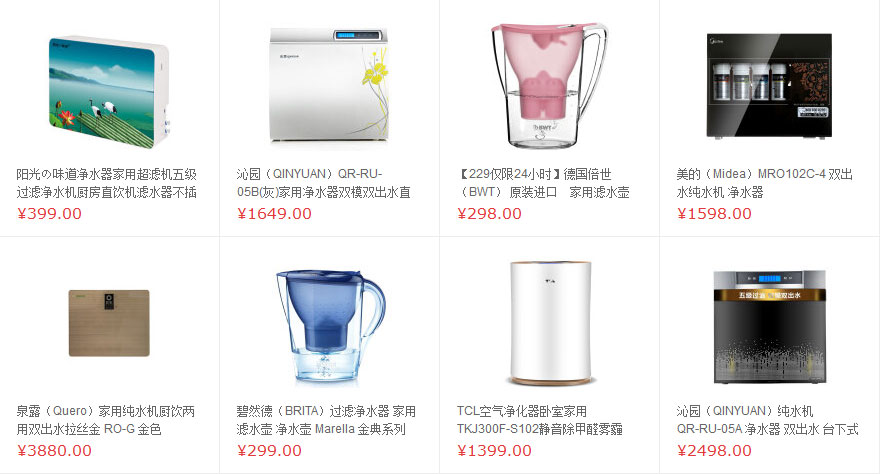 阳光の味道净水器家用超滤机五级
过滤净水机厨房直饮机滤水器不插
¥399.00
沁园（QINYUAN）QR-RU-
05B(灰)家用净水器双模双出水直
¥1649.00
BWT
【229仅限24小时】德国倍世
（BWT） 原装进口　家用滤水壶
¥298.00
Midea
美的（Midea）MRO102C-4 双出
水纯水机 净水器
¥1598.00
泉露（Quero）家用纯水机厨饮两
用双出水拉丝金 RO-G 金色
¥3880.00
碧然德（BRITA）过滤净水器 家用
滤水壶 净水壶 Marella 金典系列
¥299.00
TCL
TCL空气净化器卧室家用
TKJ300F-S102静音除甲醛雾霾
¥1399.00
沁园（QINYUAN）纯水机
QR-RU-05A 净水器 双出水 台下式
¥2498.00